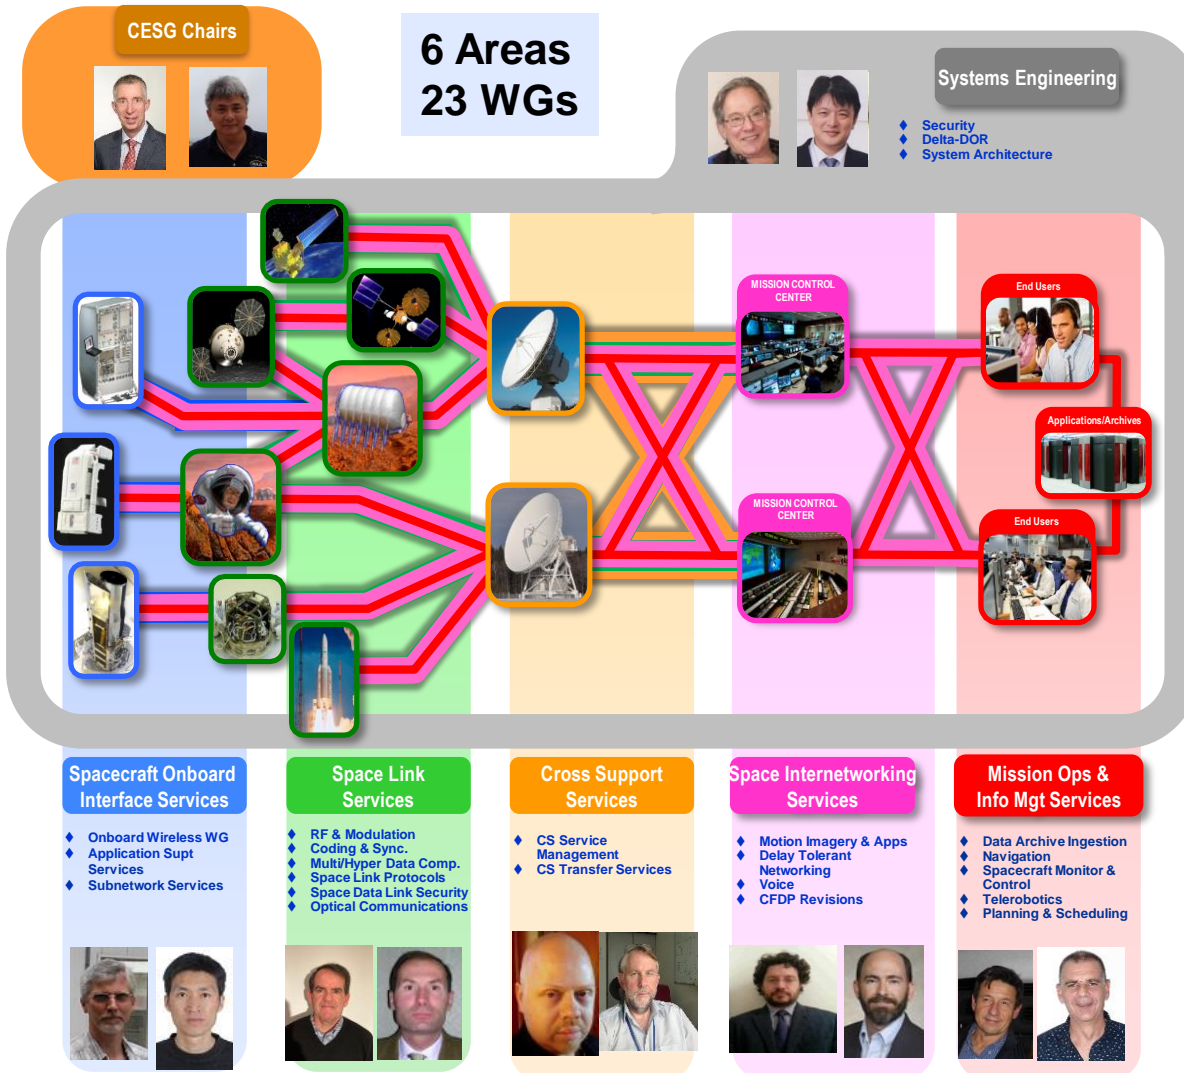 CESG Chairs
6 Areas
23 WGs
Systems Engineering
♦ Security
♦ Delta-DOR
♦ System Architecture
MISSION CONTROL
CENTER
End Users
Applications/Archives
MISSION CONTROL
CENTER
End Users
Spacecraft Onboard
Interface Services
♦ Onboard Wireless WG
♦ Application Supt
Services
♦ Subnetwork Services
Space Link
Services
♦ RF & Modulation
♦ Coding & Sync.
♦ Multi/Hyper Data Comp.
♦ Space Link Protocols
♦ Space Data Link Security
♦ Optical Communications
Cross Support
Services
♦ CS Service
Management
♦ CS Transfer Services
Space Internetworking
Services
♦ Motion Imagery & Apps
♦ Delay Tolerant
Networking
♦ Voice
♦ CFDP Revisions
Mission Ops &
Info Mgt Services
♦ Data Archive Ingestion
♦ Navigation
♦ Spacecraft Monitor &
Control
♦ Telerobotics
♦ Planning & Scheduling